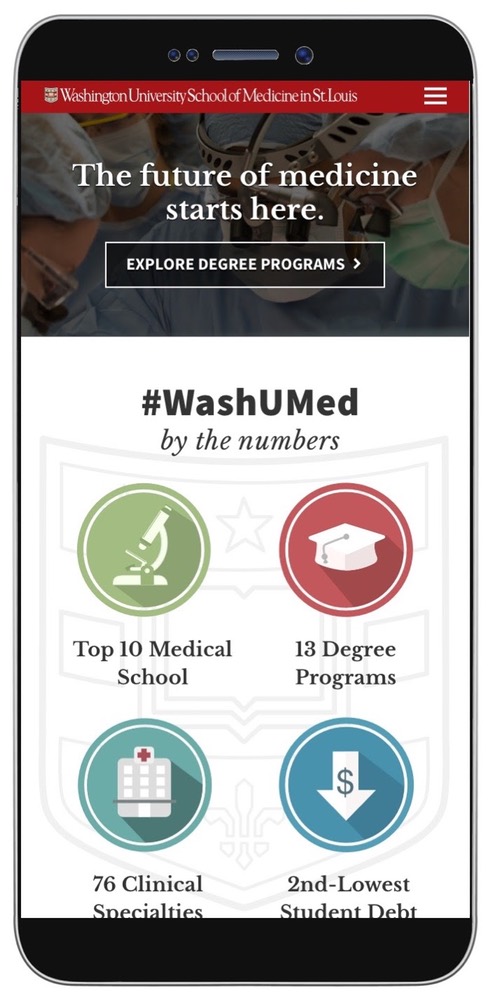 Washington University School of Medicine in St. Louis
The future of medicine
starts here.
EXPLORE DEGREE PROGRAMS
#WashUMed
by the numbers
Top 10 Medical
School
13 Degree
Programs
$
76 Clinical
Specialties
2nd-Lowest
Student Debt